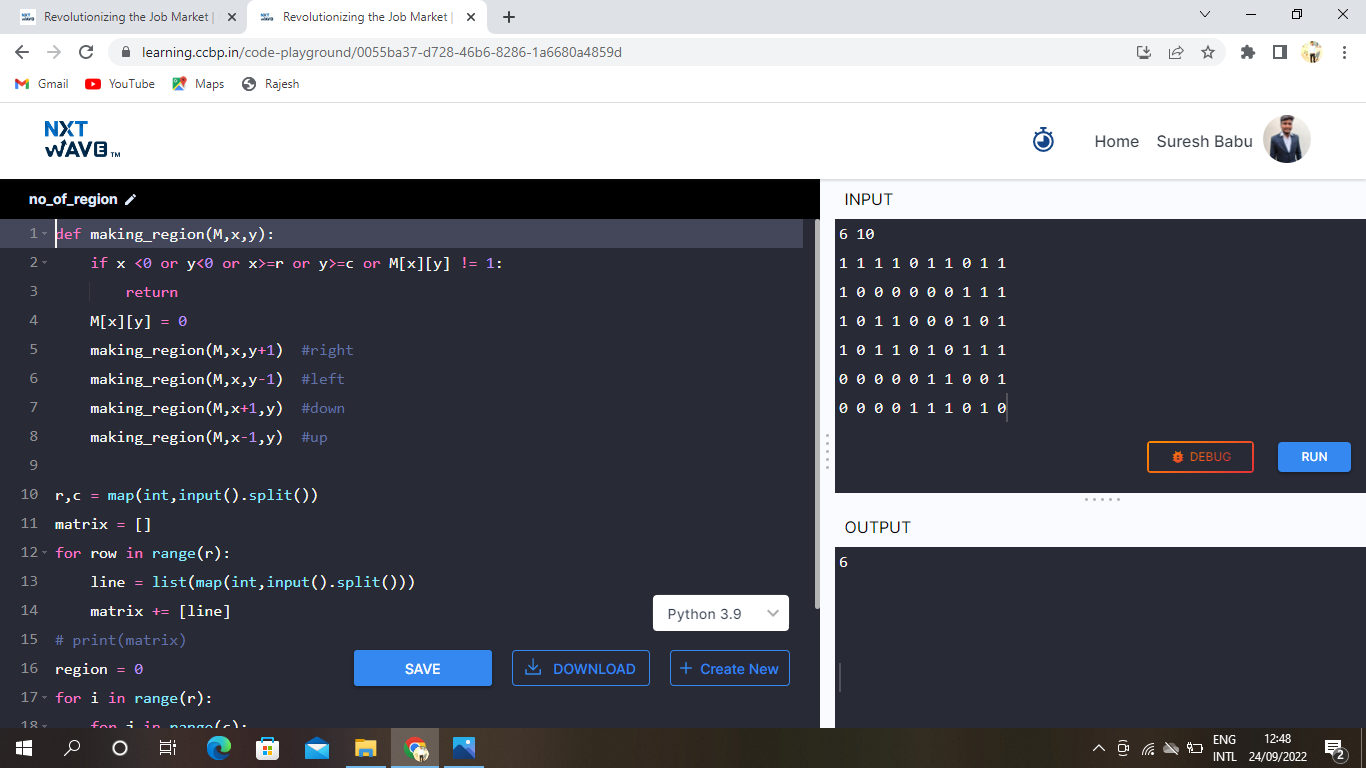 Revolutionizing the Job Market |
Revolutionizing the Job Market |
learning.ccbp.in/code-playground/0055ba37-d728-46b6-8286-1a6680a4859d
Gmail
YouTube
Maps
Rajesh
NXT
WAVE TM
Home
Suresh Babu
no_of_region
1 def making_region(M,x,y):
2 if x <0 or y<0 or x>=r or y>=c or M[x][y] != 1:
3 return
4 M[x][y] = 0
5 making_region(M,x,y+1) #right
6 making_region(M,x,y-1) #left
7 making_region(M,x+1,y) #down
8 making_region(M,x-1,y) #up
9
10 r,c = map(int,input().split())
11 matrix = []
12 for row in range(r):
13 line = list(map(int,input().split()))
14 matrix += [line]
15 # print(matrix)
16 region = 0
17 for i in range(r):
18 for j in range(c):
Python 3.9
SAVE
DOWNLOAD
+ Create New
INPUT
6 10
1 1 1 1 0 1 1 0 1 1
1 0 0 0 0 0 0 1 1 1
1 0 1 1 0 0 0 1 0 1
1 0 1 1 0 1 0 1 1 1
0 0 0 0 0 1 1 0 0 1
0 0 0 0 1 1 1 0 1 0
DEBUG
RUN
OUTPUT
6
ENG
INTL
12:48
24/09/2022
2